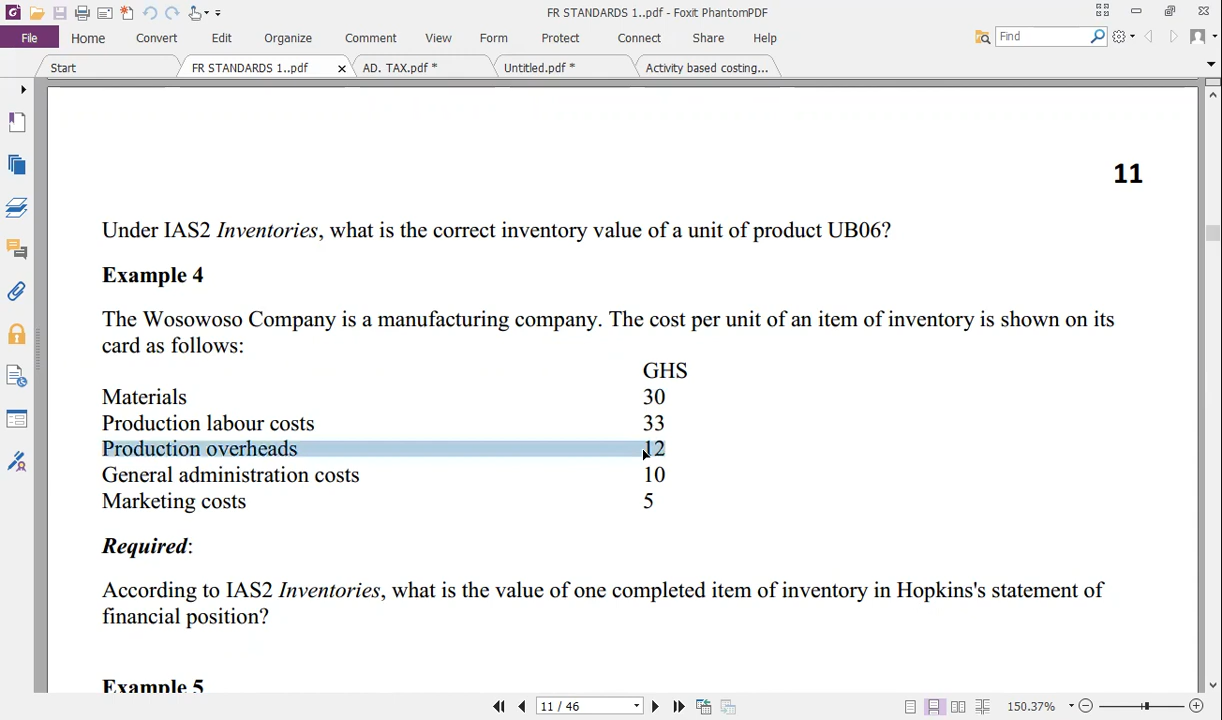 FR STANDARDS 1..pdf - Foxit PhantomPDF
File Home Convert Edit Organize Comment View Form Protect Connect Share Help Find
Start FR STANDARDS 1..pdf AD. TAX.pdf * Untitled.pdf * Activity based costing...
11
Under IAS2 Inventories, what is the correct inventory value of a unit of product UB06?
Example 4
The Wosowoso Company is a manufacturing company. The cost per unit of an item of inventory is shown on its
card as follows:
GHS
Materials 30
Production labour costs 33
Production overheads 12
General administration costs 10
Marketing costs 5
Required:
According to IAS2 Inventories, what is the value of one completed item of inventory in Hopkins's statement of
financial position?
Example 5
11 / 46 150.37%